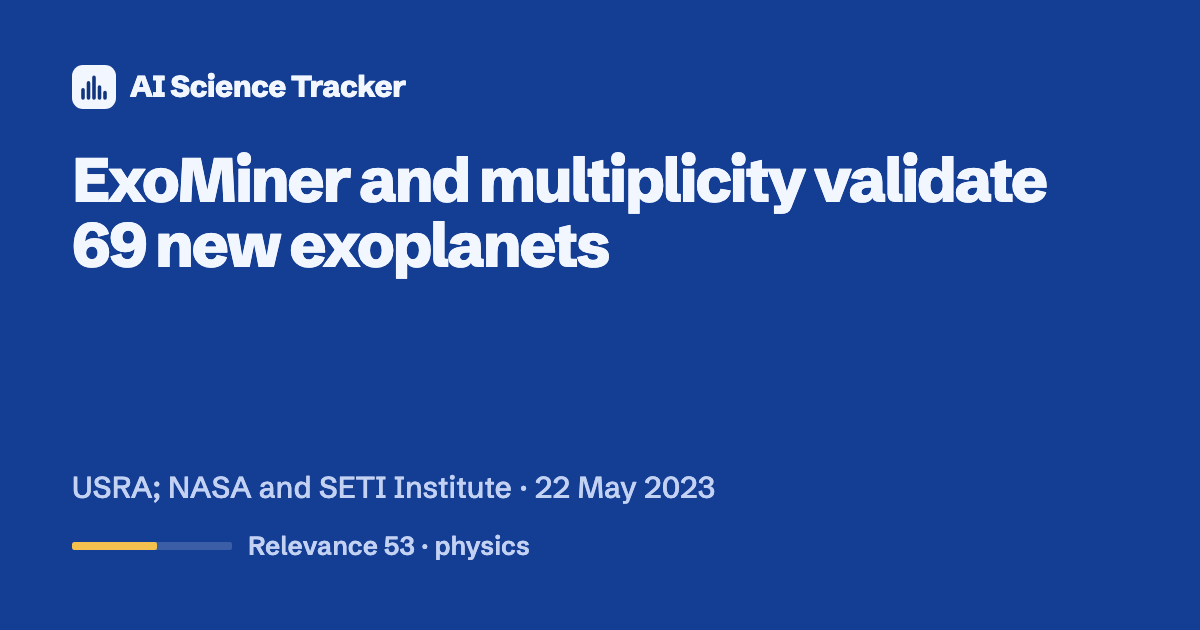 AI Science Tracker
ExoMiner and multiplicity validate
69 new exoplanets
USRA; NASA and SETI Institute · 22 May 2023
Relevance 53 · physics